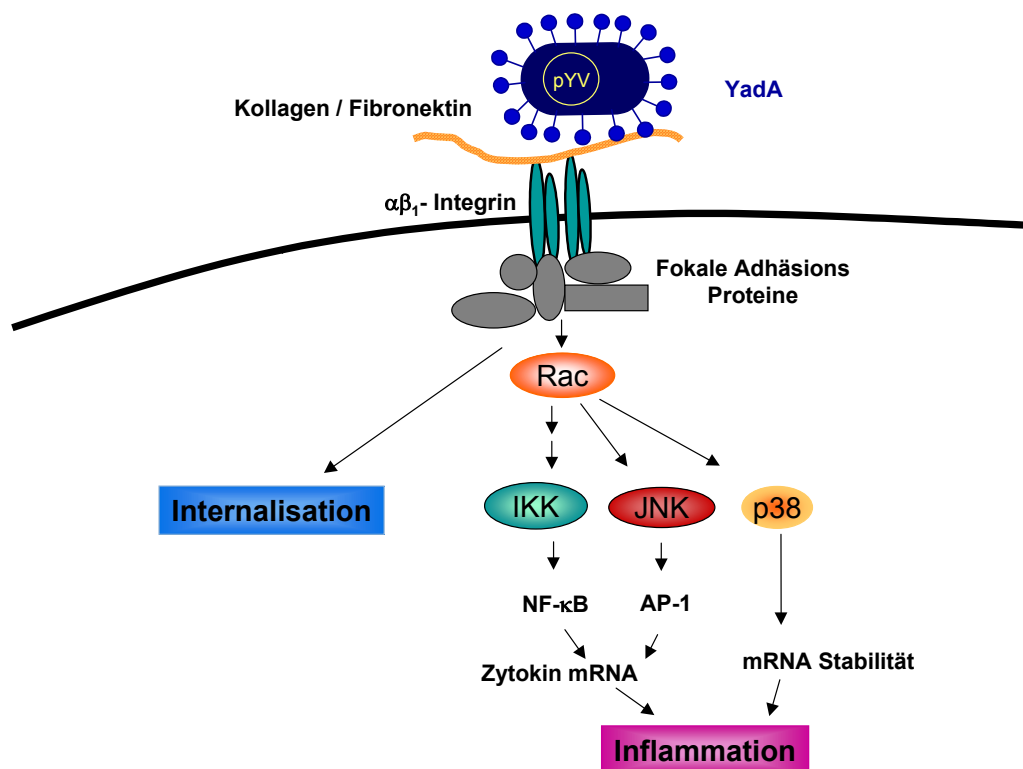 pYV
YadA
Kollagen / Fibronektin
αβ₁- Integrin
Fokale Adhäsions
Proteine
Rac
Internalisation
IKK
JNK
p38
NF-κB
AP-1
Zytokin mRNA
mRNA Stabilität
Inflammation